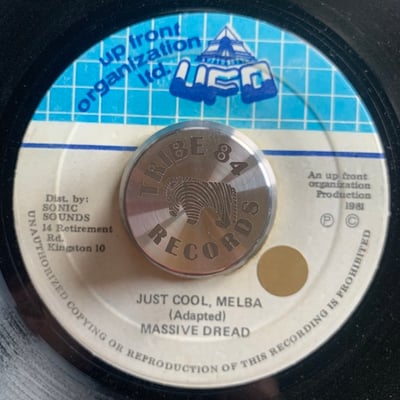 up front
organization
ltd.
UFO
TRIBE 84
RECORDS
Dist. by:
SONIC
SOUNDS
14 Retirement
Rd.
Kingston 10
An up front
organization
Production
1981
Ⓟ ©
JUST COOL, MELBA
(Adapted)
MASSIVE DREAD
UNAUTHORIZED COPYING OR REPRODUCTION OF THIS RECORDING IS PROHIBITED